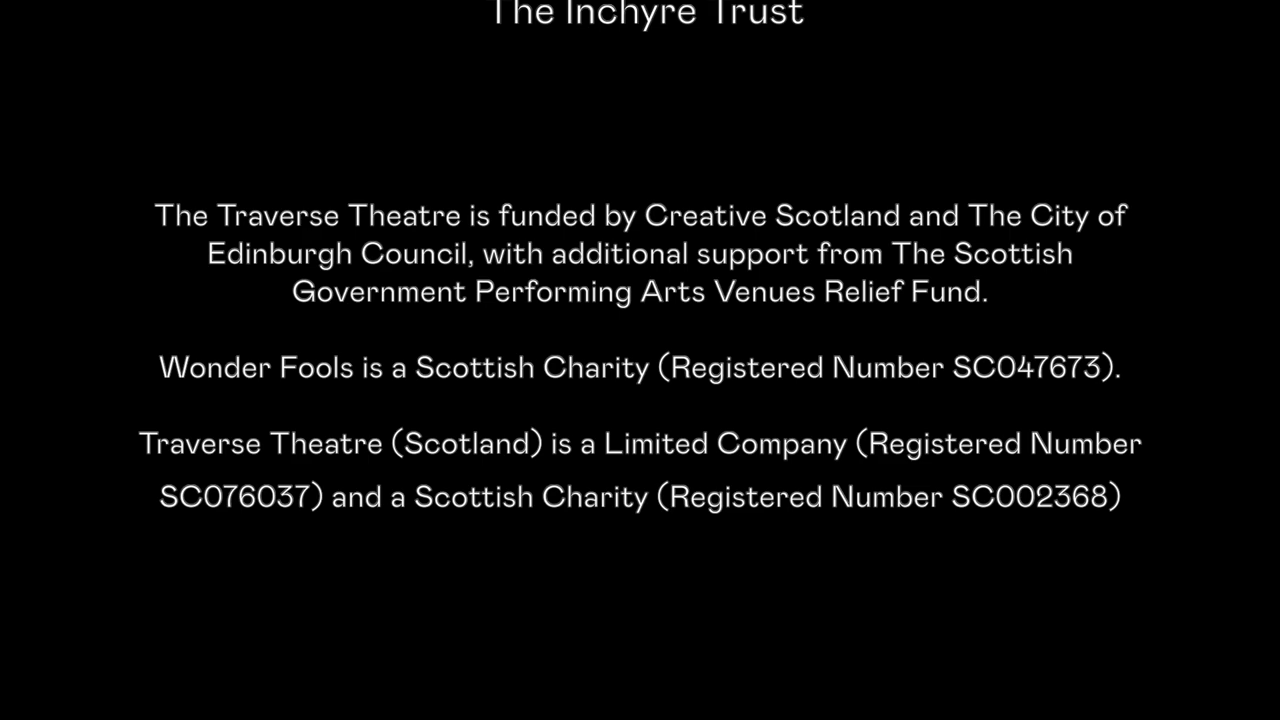 The Inchyre Trust
The Traverse Theatre is funded by Creative Scotland and The City of
Edinburgh Council, with additional support from The Scottish
Government Performing Arts Venues Relief Fund.
Wonder Fools is a Scottish Charity (Registered Number SC047673).
Traverse Theatre (Scotland) is a Limited Company (Registered Number
SC076037) and a Scottish Charity (Registered Number SC002368)